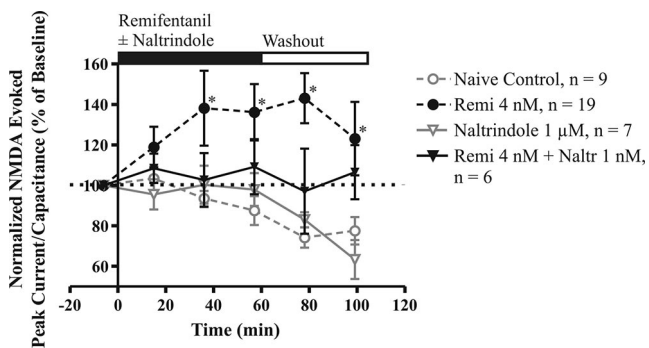 Remifentanil
± Naltrindole
Washout
Normalized NMDA Evoked
Peak Current/Capacitance (% of Baseline)
160
140
120
100
80
60
* * * *
-20 0 20 40 60 80 100 120
Time (min)
Naive Control, n = 9
Remi 4 nM, n = 19
Naltrindole 1 µM, n = 7
Remi 4 nM + Naltr 1 nM,
n = 6